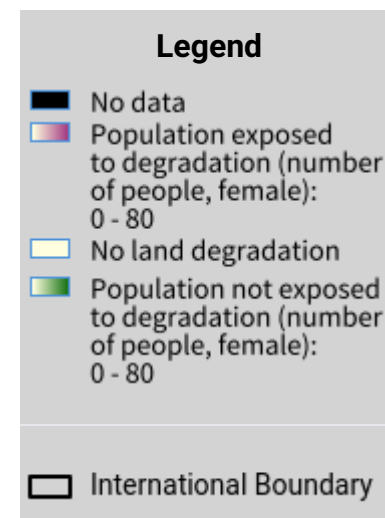 Legend
No data
Population exposed
to degradation (number
of people, female):
0 - 80
No land degradation
Population not exposed
to degradation (number
of people, female):
0 - 80
International Boundary